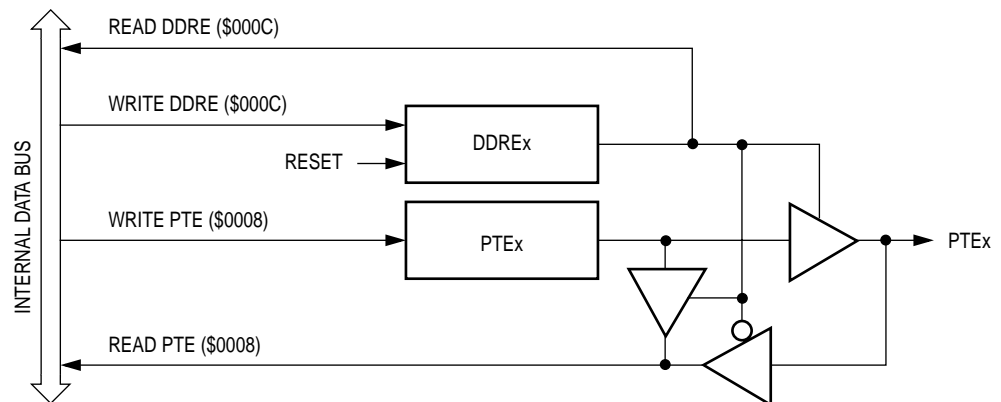 READ DDRE ($000C)
WRITE DDRE ($000C)
DDREx
RESET
INTERNAL DATA BUS
WRITE PTE ($0008)
PTEx
PTEx
READ PTE ($0008)